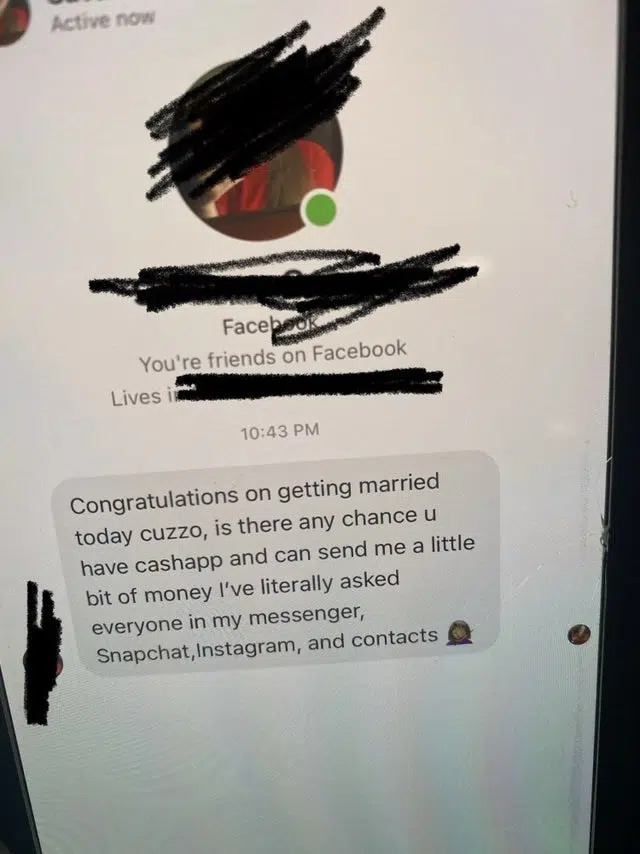 Active now
Facebook
You're friends on Facebook
Lives
10:43 PM
Congratulations on getting married
today cuzzo, is there any chance u
have cashapp and can send me a little
bit of money I've literally asked
everyone in my messenger,
Snapchat,Instagram, and contacts 🤦🏾‍♀️